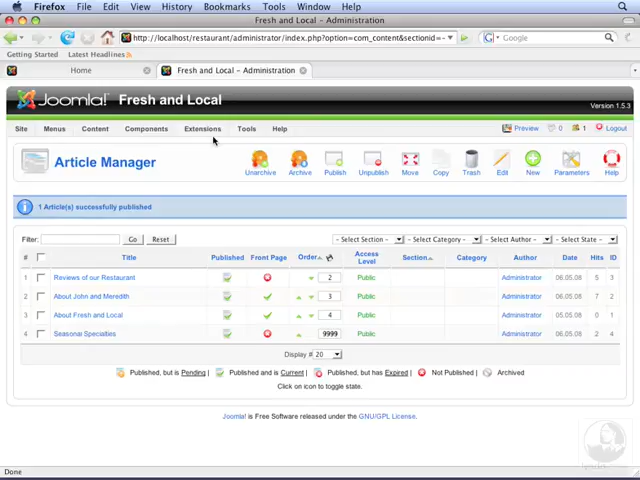 Firefox File Edit View History Bookmarks Tools Window Help
Fresh and Local - Administration
http://localhost/restaurant/administrator/index.php?option=com_content&sectionid=-
Google
Getting Started Latest Headlines
Home Fresh and Local - Administration
Joomla! Fresh and Local Version 1.5.3
Site Menus Content Components Extensions Tools Help Preview 0 1 Logout
Article Manager Unarchive Archive Publish Unpublish Move Copy Trash Edit New Parameters Help
1 Article(s) successfully published
Filter: Go Reset - Select Section - - Select Category - - Select Author - - Select State -
# Title Published Front Page Order Access Level Section Category Author Date Hits ID
1 Reviews of our Restaurant 2 Public Administrator 06.05.08 5 3
2 About John and Meredith 3 Public Administrator 06.05.08 7 2
3 About Fresh and Local 4 Public Administrator 06.05.08 0 1
4 Seasonal Specialties 9999 Public Administrator 06.05.08 2 4
Display # 20
Published, but is Pending | Published and is Current | Published, but has Expired | Not Published | Archived
Click on icon to toggle state.
Joomla! is Free Software released under the GNU/GPL License.
lynda
Done